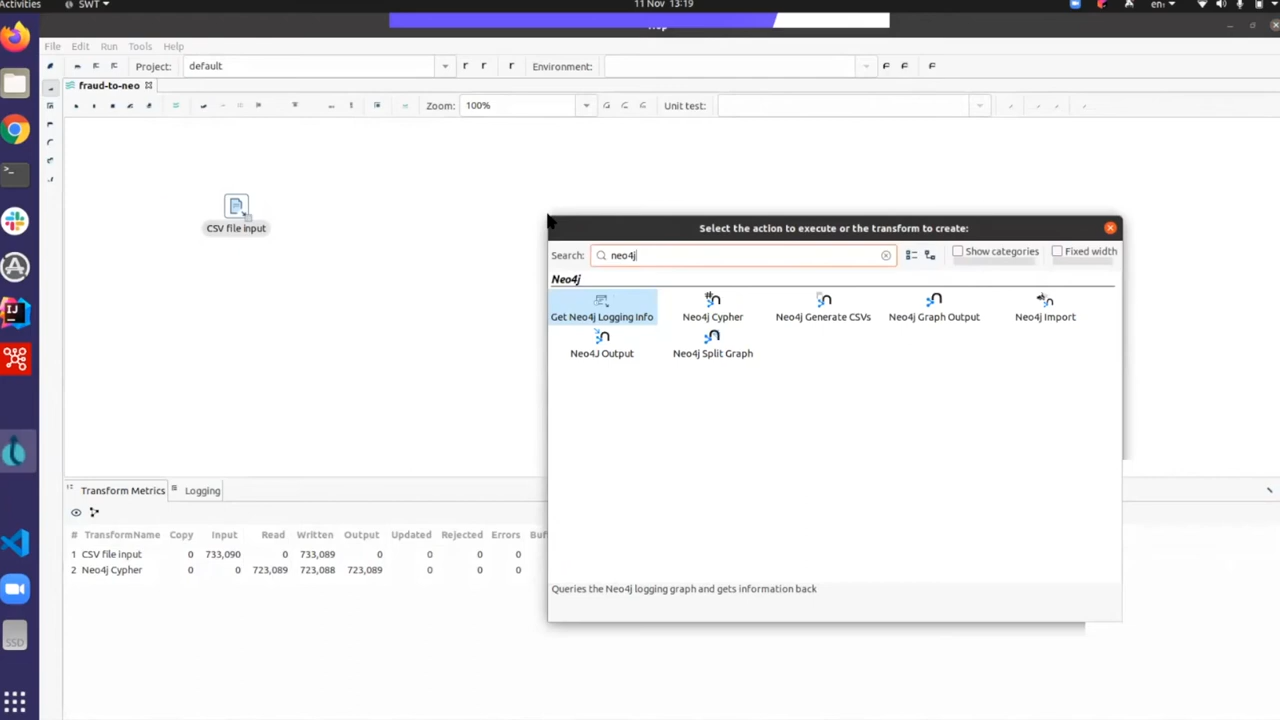 Activities SWT 11 Nov 13:19 en
File Edit Run Tools Help
Project: default Environment:
fraud-to-neo
Zoom: 100% Unit test:
CSV file input
Select the action to execute or the transform to create:
Search: neo4j Show categories Fixed width
Neo4j
Get Neo4j Logging Info Neo4j Cypher Neo4j Generate CSVs Neo4j Graph Output Neo4j Import
Neo4J Output Neo4j Split Graph
Queries the Neo4j logging graph and gets information back
Transform Metrics Logging
# TransformName Copy Input Read Written Output Updated Rejected Errors
1 CSV file input 0 733,090 0 733,089 0 0 0 0
2 Neo4j Cypher 0 0 723,089 723,088 723,089 0 0 0
SSD